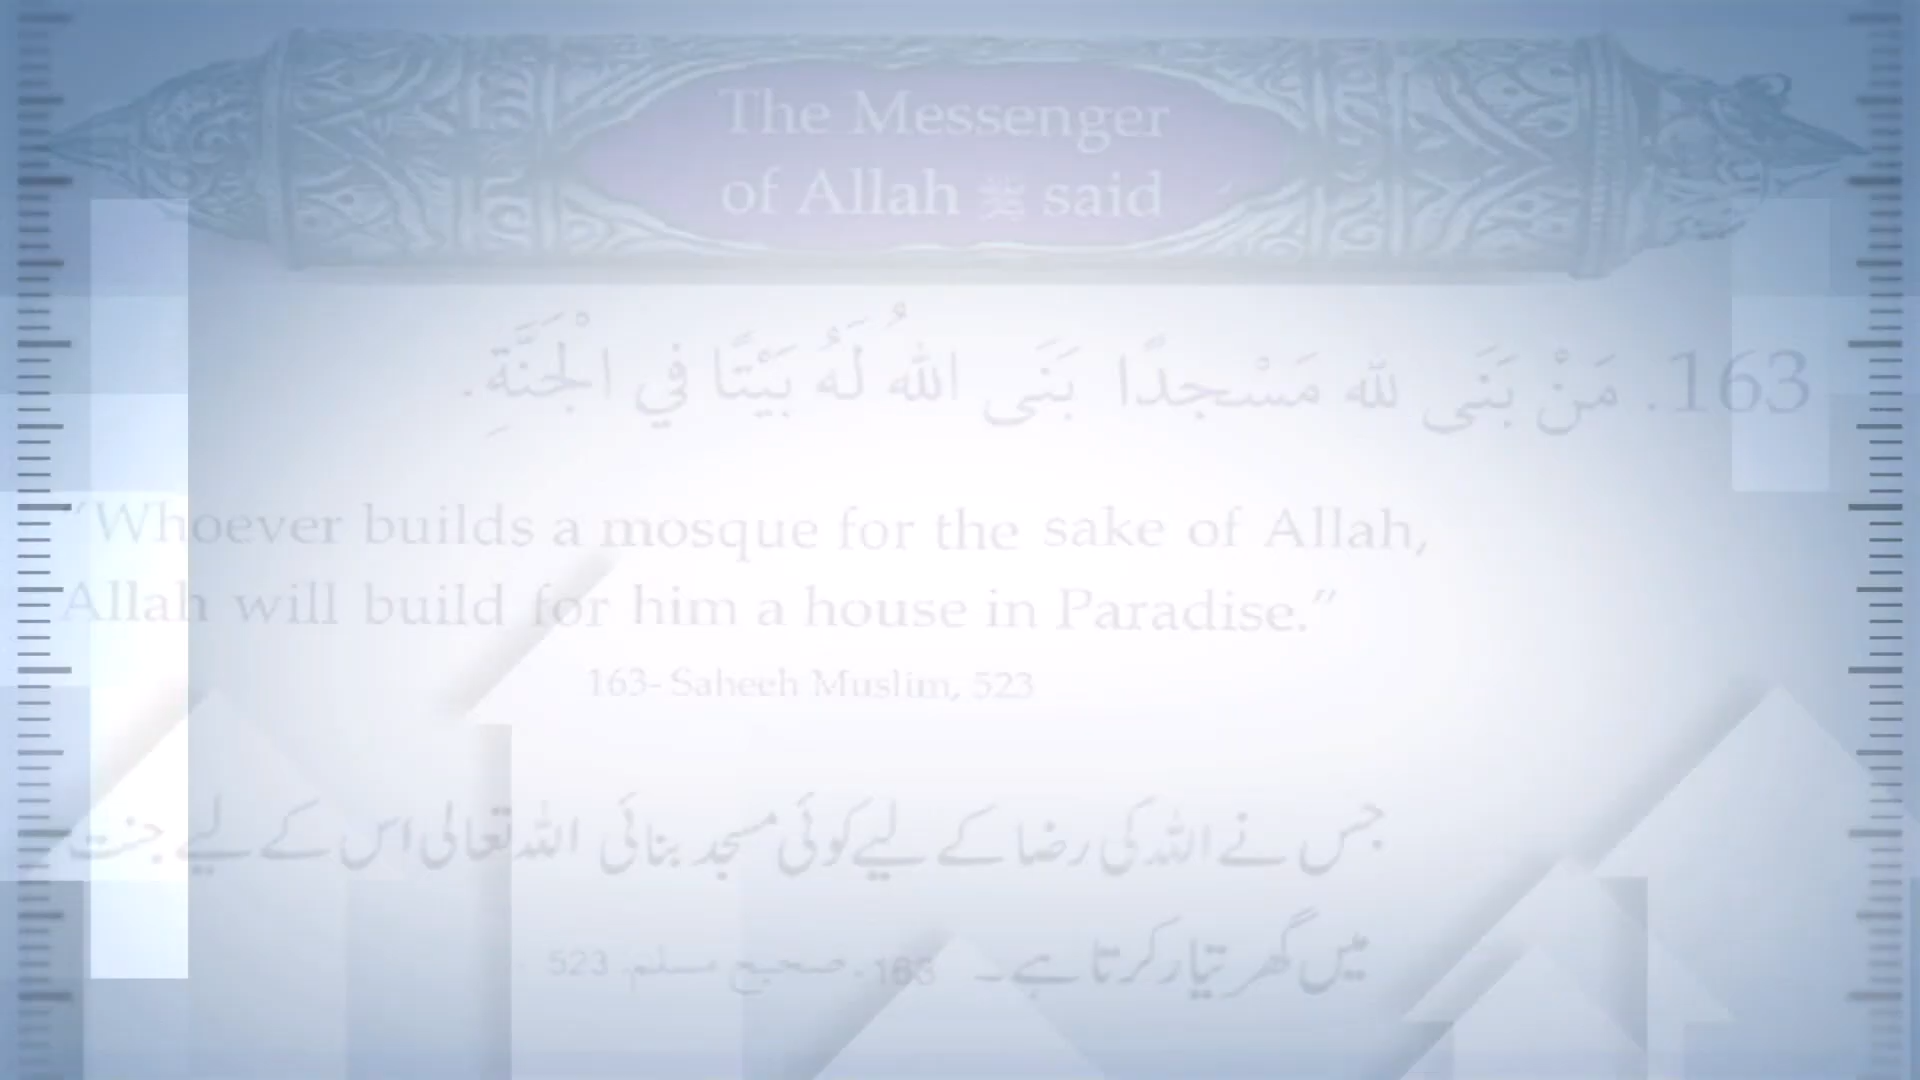 The Messenger
of Allah ﷺ said
163. مَنْ بَنَى لله مَسْجدًا بَنَى اللهُ لَهُ بَيْتًا في الْجَنَّةِ.
“Whoever builds a mosque for the sake of Allah,
Allah will build for him a house in Paradise.”
163- Saheeh Muslim, 523
جس نے اللہ کی رضا کے لیے کوئی مسجد بنائی اللہ تعالی اس کے لیے جنت
میں گھر تیار کرتا ہے۔ 163۔ صحیح مسلم 523